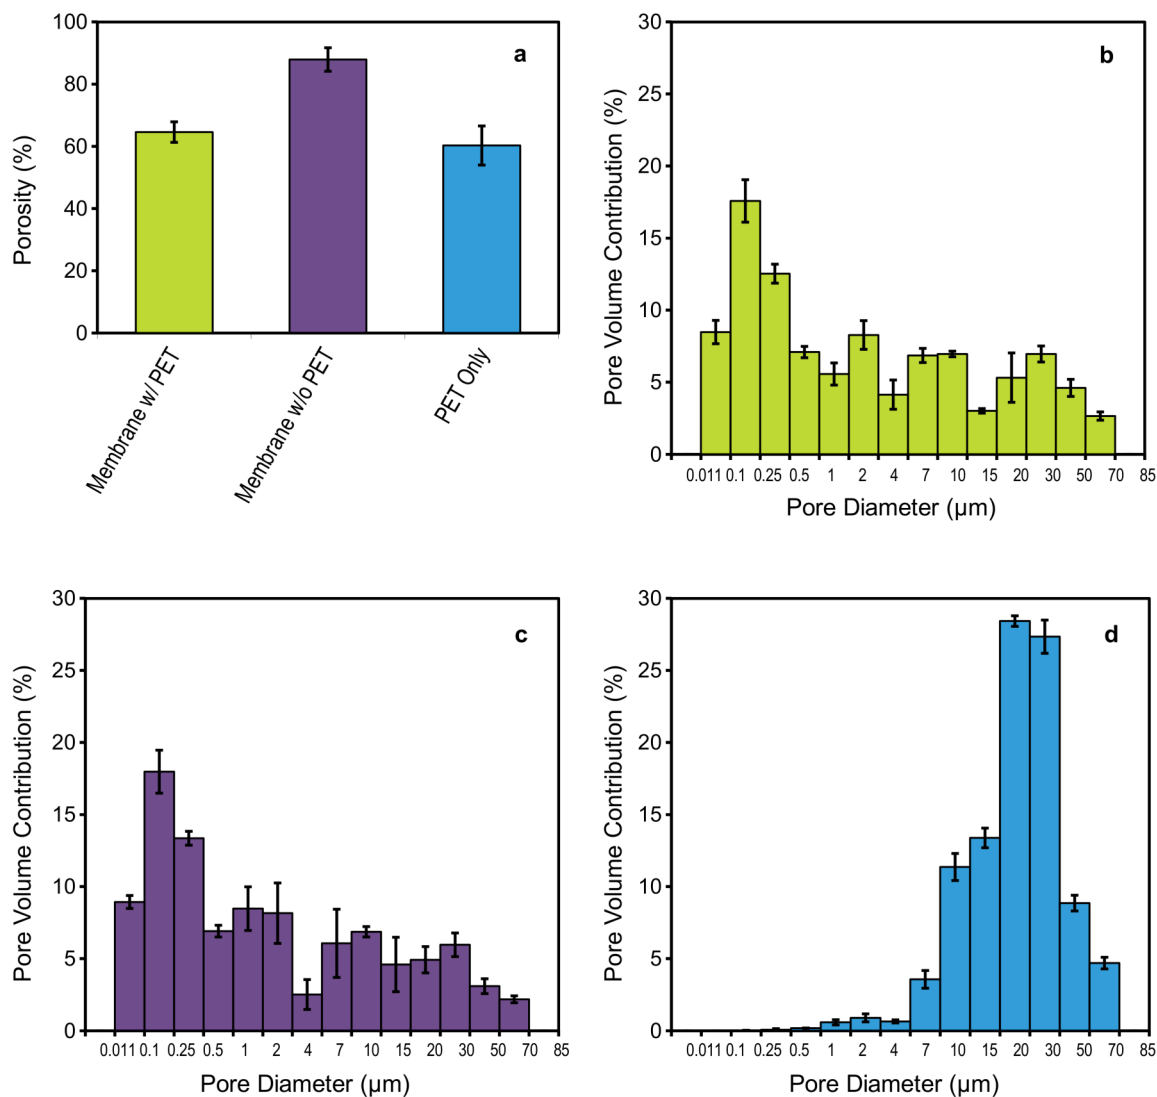 a
Porosity (%)
100
80
60
40
20
0
Membrane w/ PET
Membrane w/o PET
PET Only
b
Pore Volume Contribution (%)
30
25
20
15
10
5
0
0.011 0.1 0.25 0.5 1 2 4 7 10 15 20 30 50 70 85
Pore Diameter (µm)
c
Pore Volume Contribution (%)
30
25
20
15
10
5
0
0.011 0.1 0.25 0.5 1 2 4 7 10 15 20 30 50 70 85
Pore Diameter (µm)
d
Pore Volume Contribution (%)
30
25
20
15
10
5
0
0.011 0.1 0.25 0.5 1 2 4 7 10 15 20 30 50 70 85
Pore Diameter (µm)